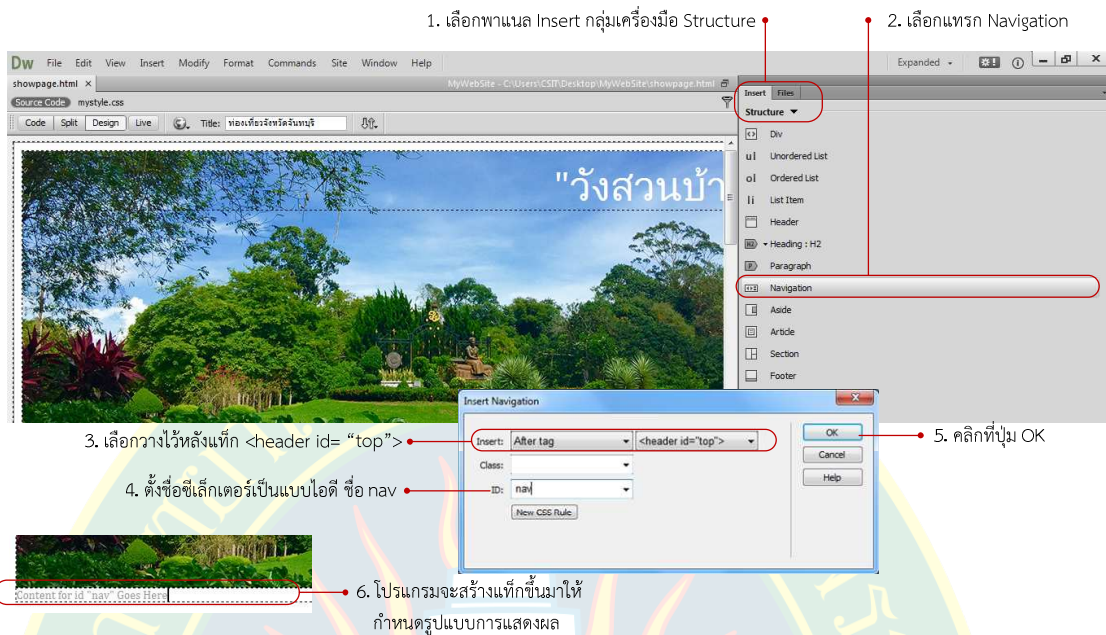 1. เลือกพาแนล Insert กลุ่มเครื่องมือ Structure
2. เลือกแทรก Navigation
Dw File Edit View Insert Modify Format Commands Site Window Help
Expanded
showpage.html ×
MyWebSite - C:\Users\CSIT\Desktop\MyWebSite\showpage.html
Source Code mystyle.css
Code Split Design Live Title: ท่องเที่ยวจังหวัดจันทบุรี
"วังสวนบ้า
Insert Files
Structure
Div
ul Unordered List
ol Ordered List
li List Item
Header
H2 Heading : H2
P Paragraph
Navigation
Aside
Article
Section
Footer
Insert Navigation
3. เลือกวางไว้หลังแท็ก <header id= “top”>
Insert: After tag <header id="top">
OK
5. คลิกที่ปุ่ม OK
Class:
Cancel
4. ตั้งชื่อซีเล็กเตอร์เป็นแบบไอดี ชื่อ nav
ID: nav
Help
New CSS Rule
Content for id "nav" Goes Here
6. โปรแกรมจะสร้างแท็กขึ้นมาให้
กำหนดรูปแบบการแสดงผล